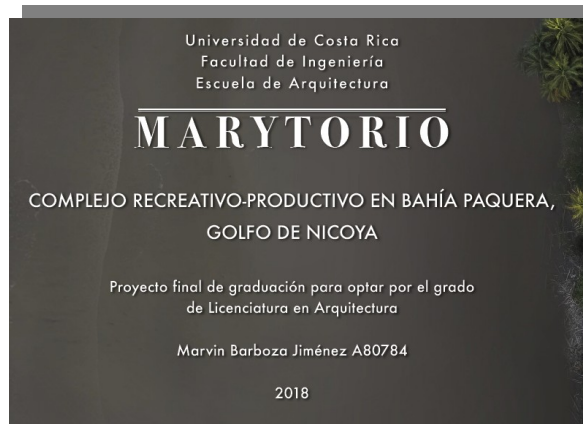 Universidad de Costa Rica
Facultad de Ingeniería
Escuela de Arquitectura
MARYTORIO
COMPLEJO RECREATIVO-PRODUCTIVO EN BAHÍA PAQUERA,
GOLFO DE NICOYA
Proyecto final de graduación para optar por el grado
de Licenciatura en Arquitectura
Marvin Barboza Jiménez A80784
2018